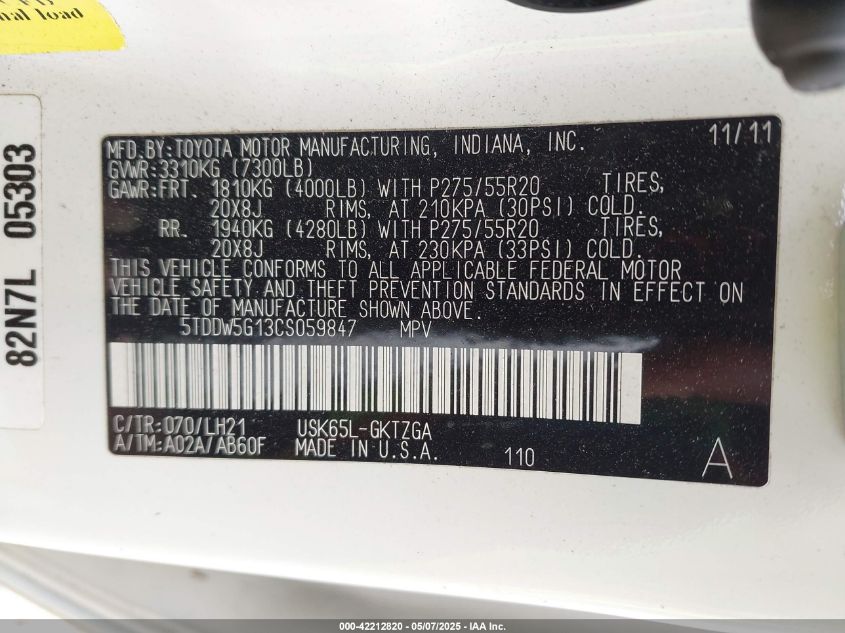 nal load
82N7L 05303
MFD.BY:TOYOTA MOTOR MANUFACTURING, INDIANA, INC. 11/11
GVWR:3310KG (7300LB)
GAWR:FRT. 1810KG (4000LB) WITH P275/55R20 TIRES,
20X8J RIMS, AT 210KPA (30PSI) COLD.
RR. 1940KG (4280LB) WITH P275/55R20 TIRES,
20X8J RIMS, AT 230KPA (33PSI) COLD.
THIS VEHICLE CONFORMS TO ALL APPLICABLE FEDERAL MOTOR
VEHICLE SAFETY AND THEFT PREVENTION STANDARDS IN EFFECT ON
THE DATE OF MANUFACTURE SHOWN ABOVE.
5TDDW5G13CS059847 MPV
C/TR:070/LH21 USK65L-GKTZGA
A/TM:A02A/AB60F MADE IN U.S.A. 110 A
000-42212820 - 05/07/2025 - IAA Inc.